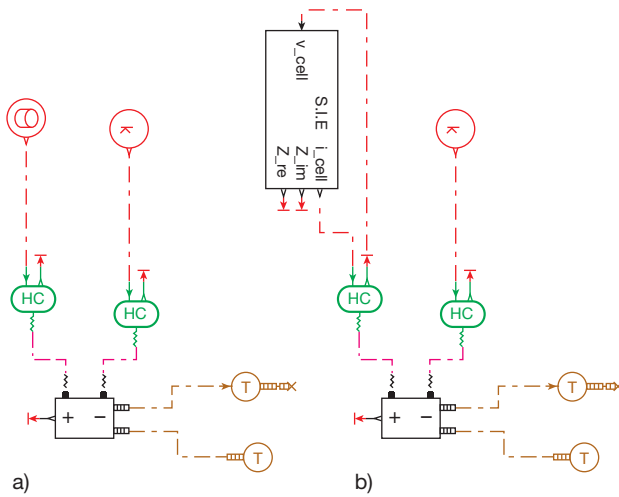 v_cell
S.I.E
i_cell
Z_im
Z_re
K
K
HC
HC
HC
HC
+
−
T
T
+
−
T
T
a)
b)